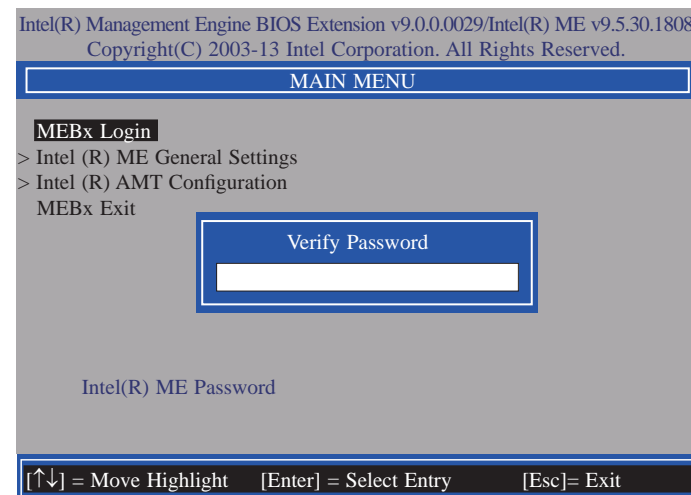 Intel(R) Management Engine BIOS Extension v9.0.0.0029/Intel(R) ME v9.5.30.1808
Copyright(C) 2003-13 Intel Corporation. All Rights Reserved.
MAIN MENU
MEBx Login
> Intel (R) ME General Settings
> Intel (R) AMT Configuration
MEBx Exit
Verify Password
Intel(R) ME Password
[↑↓] = Move Highlight [Enter] = Select Entry [Esc]= Exit